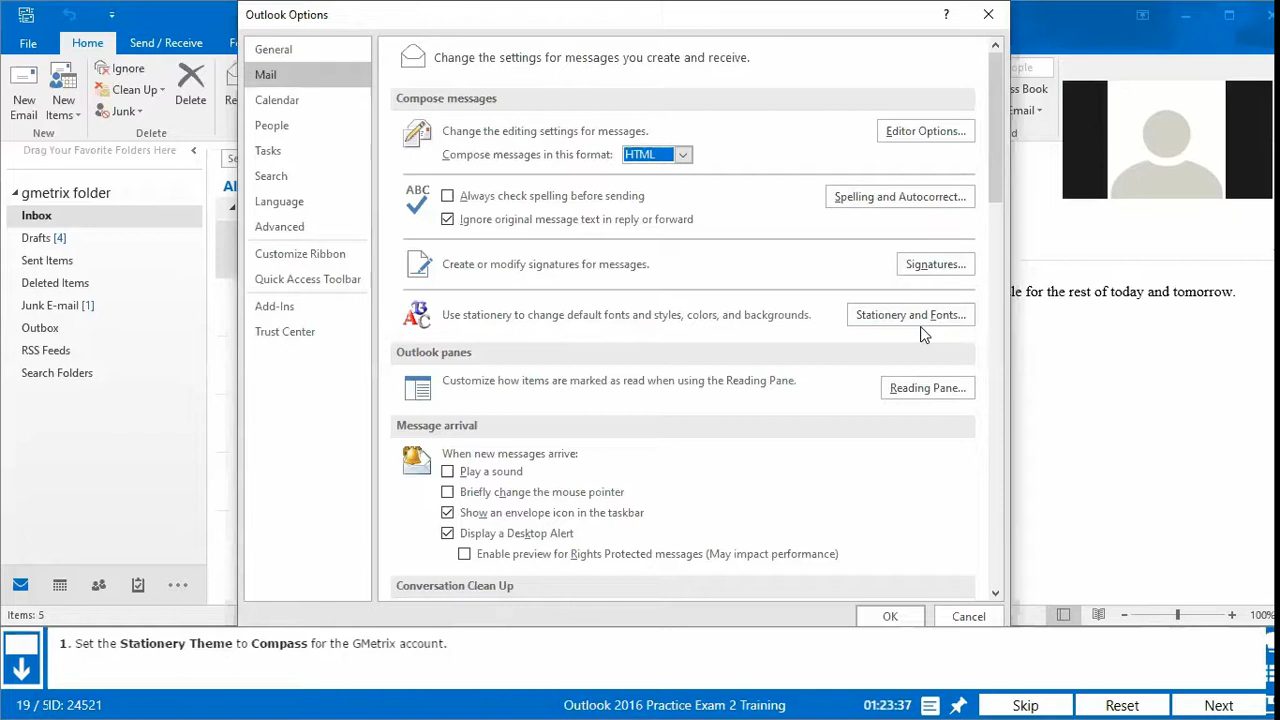 Outlook Options
?
File
Home
Send / Receive
New Email
New Items
Ignore
Clean Up
Junk
Delete
New
Delete
Drag Your Favorite Folders Here
gmetrix folder
Inbox
Drafts [4]
Sent Items
Deleted Items
Junk E-mail [1]
Outbox
RSS Feeds
Search Folders
Items: 5
General
Mail
Calendar
People
Tasks
Search
Language
Advanced
Customize Ribbon
Quick Access Toolbar
Add-Ins
Trust Center
Change the settings for messages you create and receive.
Compose messages
Change the editing settings for messages.
Editor Options...
Compose messages in this format:
HTML
ABC
Always check spelling before sending
Spelling and Autocorrect...
Ignore original message text in reply or forward
Create or modify signatures for messages.
Signatures...
Use stationery to change default fonts and styles, colors, and backgrounds.
Stationery and Fonts...
Outlook panes
Customize how items are marked as read when using the Reading Pane.
Reading Pane...
Message arrival
When new messages arrive:
Play a sound
Briefly change the mouse pointer
Show an envelope icon in the taskbar
Display a Desktop Alert
Enable preview for Rights Protected messages (May impact performance)
Conversation Clean Up
OK
Cancel
for the rest of today and tomorrow.
100%
1. Set the Stationery Theme to Compass for the GMetrix account.
19 / 5ID: 24521
Outlook 2016 Practice Exam 2 Training
01:23:37
Skip
Reset
Next